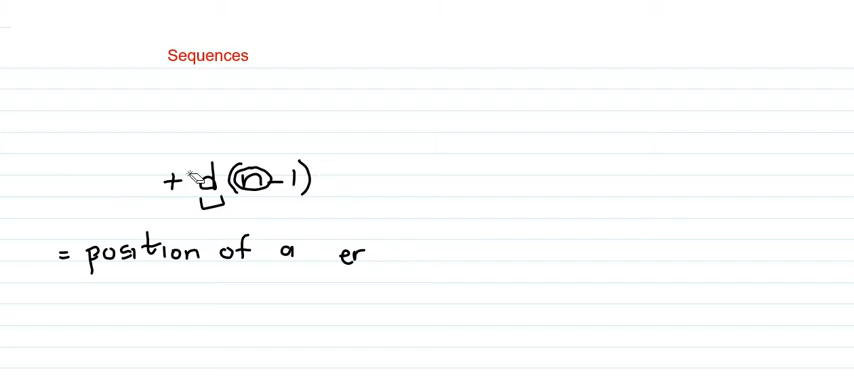 Sequences
+ d(n-1)
= position of a er